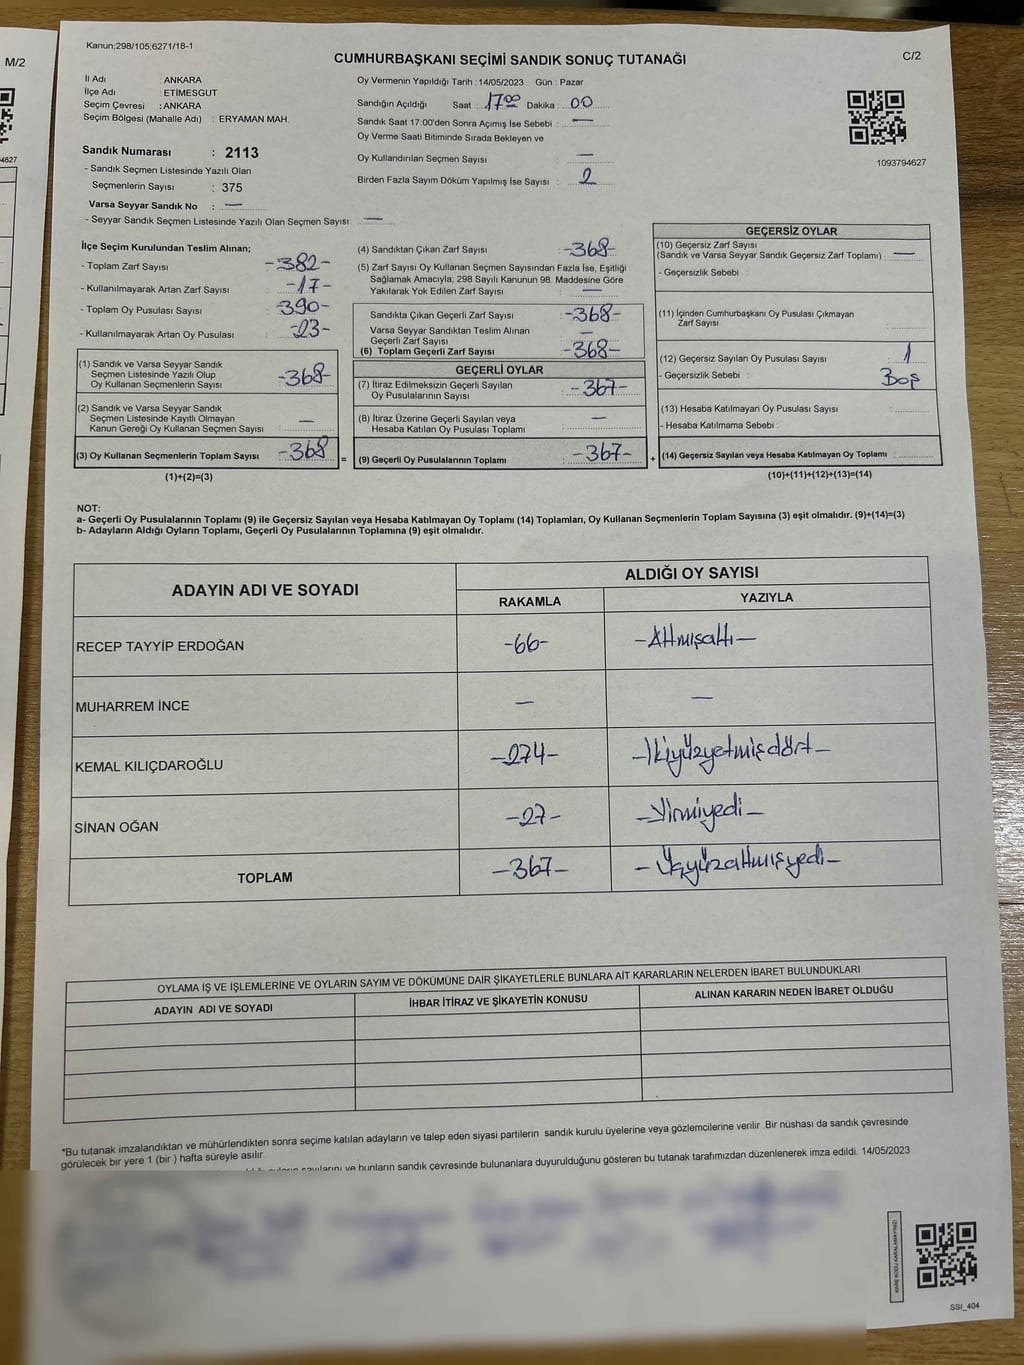 M/2
4627
Kanun;298/105;6271/18-1
C/2
CUMHURBAŞKANI SEÇİMİ SANDIK SONUÇ TUTANAĞI
İl Adı : ANKARA
İlçe Adı : ETİMESGUT
Seçim Çevresi : ANKARA
Seçim Bölgesi (Mahalle Adı) : ERYAMAN MAH.
Oy Vermenin Yapıldığı Tarih :14/05/2023 Gün : Pazar
Sandığın Açıldığı Saat : 17:00 Dakika : 00
Sandık Saat 17:00'den Sonra Açımış İse Sebebi : —
Oy Verme Saati Bitiminde Sırada Bekleyen ve
Oy Kullandırılan Seçmen Sayısı : —
Birden Fazla Sayım Döküm Yapılmış İse Sayısı : 2
1093794627
Sandık Numarası : 2113
- Sandık Seçmen Listesinde Yazılı Olan
Seçmenlerin Sayısı : 375
Varsa Seyyar Sandık No : —
- Seyyar Sandık Seçmen Listesinde Yazılı Olan Seçmen Sayısı: —
İlçe Seçim Kurulundan Teslim Alınan;
- Toplam Zarf Sayısı : -382-
- Kullanılmayarak Artan Zarf Sayısı : -17-
- Toplam Oy Pusulası Sayısı : -390-
- Kullanılmayarak Artan Oy Pusulası : -23-
(1) Sandık ve Varsa Seyyar Sandık
Seçmen Listesinde Yazılı Olup
Oy Kullanan Seçmenlerin Sayısı : -368-
(2) Sandık ve Varsa Seyyar Sandık
Seçmen Listesinde Kayıtlı Olmayan
Kanun Gereği Oy Kullanan Seçmen Sayısı : —
(3) Oy Kullanan Seçmenlerin Toplam Sayısı : -368- =
(1)+(2)=(3)
(4) Sandıktan Çıkan Zarf Sayısı : -368-
(5) Zarf Sayısı Oy Kullanan Seçmen Sayısından Fazla İse, Eşitliği
Sağlamak Amacıyla, 298 Sayılı Kanunun 98. Maddesine Göre
Yakılarak Yok Edilen Zarf Sayısı : —
Sandıkta Çıkan Geçerli Zarf Sayısı : -368-
Varsa Seyyar Sandıktan Teslim Alınan
Geçerli Zarf Sayısı : —
(6) Toplam Geçerli Zarf Sayısı : -368-
GEÇERLİ OYLAR
(7) İtiraz Edilmeksizin Geçerli Sayılan
Oy Pusulalarının Sayısı : -367-
(8) İtiraz Üzerine Geçerli Sayılan veya
Hesaba Katılan Oy Pusulası Toplamı : —
(9) Geçerli Oy Pusulalarının Toplamı : -367- +
GEÇERSİZ OYLAR
(10) Geçersiz Zarf Sayısı
(Sandık ve Varsa Seyyar Sandık Geçersiz Zarf Toplamı) : —
- Geçersizlik Sebebi :
(11) İçinden Cumhurbaşkanı Oy Pusulası Çıkmayan
Zarf Sayısı :
(12) Geçersiz Sayılan Oy Pusulası Sayısı : 1
- Geçersizlik Sebebi : Boş
(13) Hesaba Katılmayan Oy Pusulası Sayısı :
- Hesaba Katılmama Sebebi :
(14) Geçersiz Sayılan veya Hesaba Katılmayan Oy Toplamı :
(10)+(11)+(12)+(13)=(14)
NOT:
a- Geçerli Oy Pusulalarının Toplamı (9) ile Geçersiz Sayılan veya Hesaba Katılmayan Oy Toplamı (14) Toplamları, Oy Kullanan Seçmenlerin Toplam Sayısına (3) eşit olmalıdır. (9)+(14)=(3)
b- Adayların Aldığı Oyların Toplamı, Geçerli Oy Pusulalarının Toplamına (9) eşit olmalıdır.
ADAYIN ADI VE SOYADI ALDIĞI OY SAYISI
RAKAMLA YAZIYLA
RECEP TAYYİP ERDOĞAN -66- -Altmışaltı-
MUHARREM İNCE — —
KEMAL KILIÇDAROĞLU -274- -İkiyüzyetmişdört-
SİNAN OĞAN -27- -Yirmiyedi-
TOPLAM -367- -Üçyüzaltmışyedi-
OYLAMA İŞ VE İŞLEMLERİNE VE OYLARIN SAYIM VE DÖKÜMÜNE DAİR ŞİKAYETLERLE BUNLARA AİT KARARLARIN NELERDEN İBARET BULUNDUKLARI
ADAYIN ADI VE SOYADI İHBAR İTİRAZ VE ŞİKAYETİN KONUSU ALINAN KARARIN NEDEN İBARET OLDUĞU
*Bu tutanak imzalandıktan ve mühürlendikten sonra seçime katılan adayların ve talep eden siyasi partilerin sandık kurulu üyelerine veya gözlemcilerine verilir .Bir nüshası da sandık çevresinde
görülecek bir yere 1 (bir ) hafta süreyle asılır.
sayılarını ve bunların sandık çevresinde bulunanlara duyurulduğunu gösteren bu tutanak tarafımızdan düzenlenerek imza edildi. 14/05/2023
SSI_404